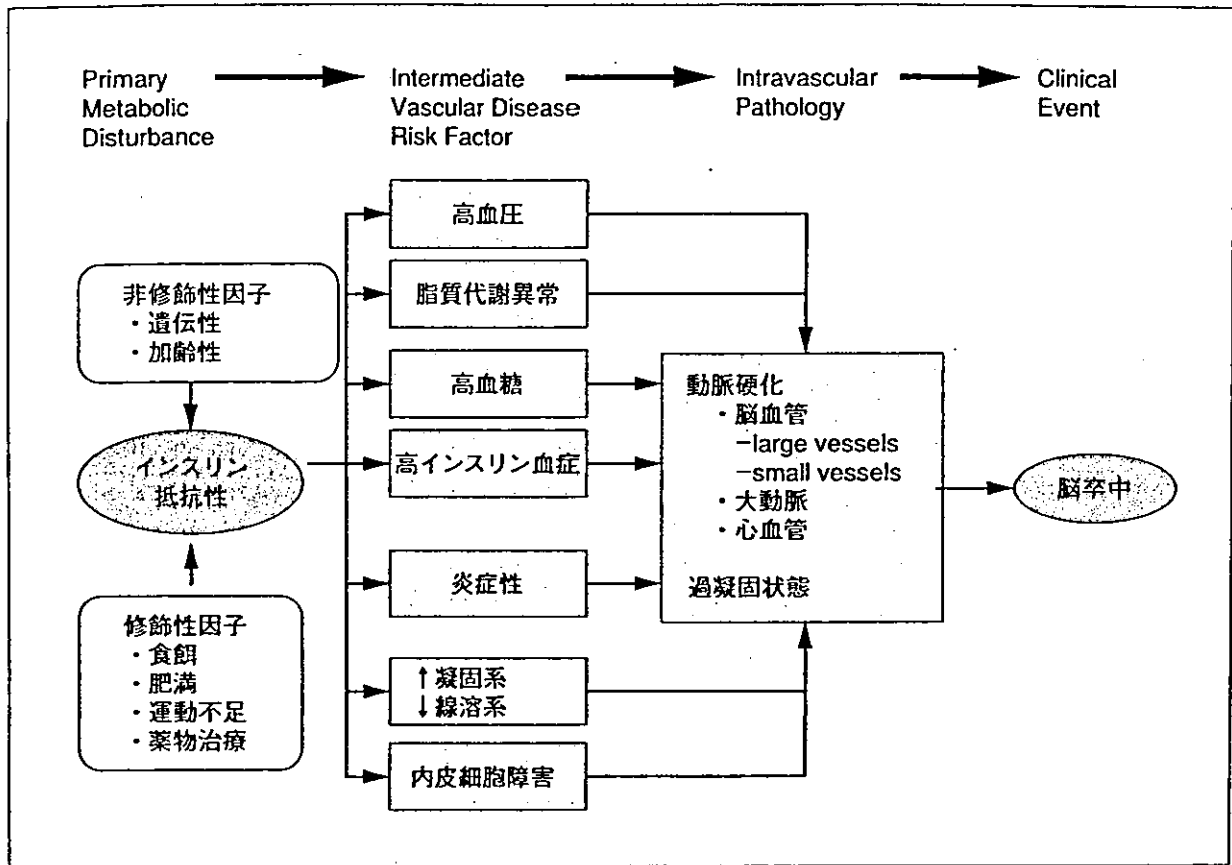 Primary
Metabolic
Disturbance
Intermediate
Vascular Disease
Risk Factor
Intravascular
Pathology
Clinical
Event
非修飾性因子
・遺伝性
・加齢性
インスリン
抵抗性
修飾性因子
・食餌
・肥満
・運動不足
・薬物治療
高血圧
脂質代謝異常
高血糖
高インスリン血症
炎症性
↑凝固系
↓線溶系
内皮細胞障害
動脈硬化
・脳血管
−large vessels
−small vessels
・大動脈
・心血管
過凝固状態
脳卒中